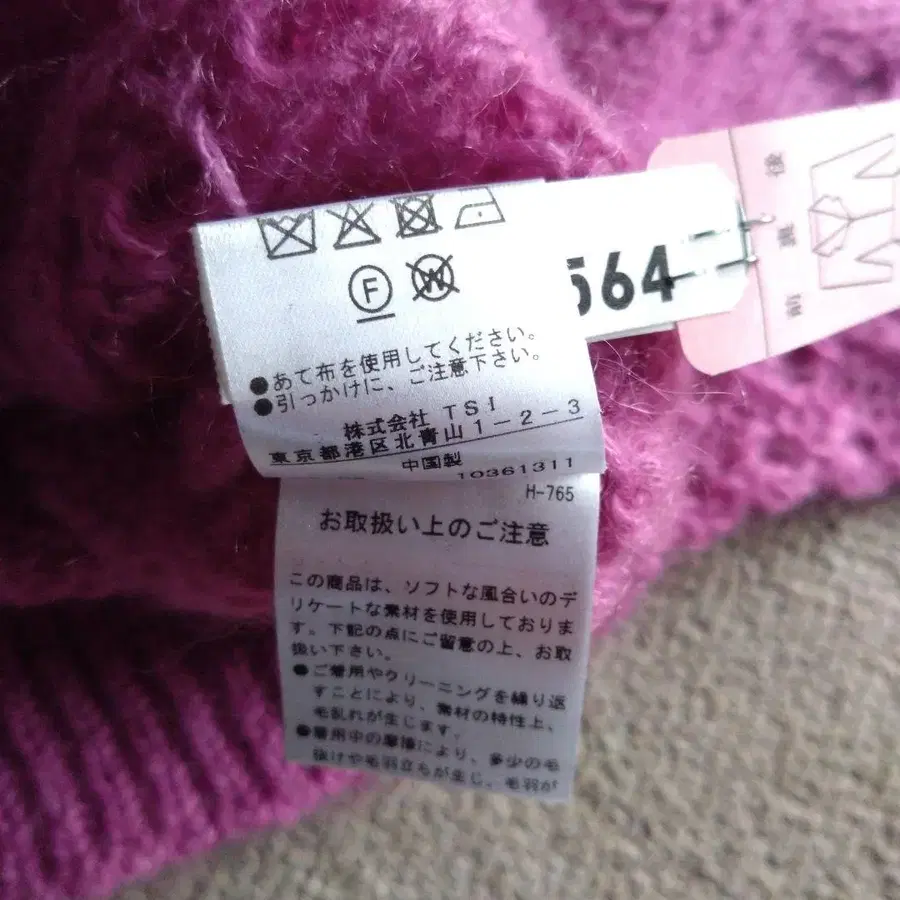 F
W
●あて布を使用してください。
●引っかけに、ご注意下さい。
株式会社 TSI
東京都港区北青山1-2-3
中国製
10361311
564
後
前
H-765
お取扱い上のご注意
この商品は、ソフトな風合いのデ
リケートな素材を使用しておりま
す。下記の点にご留意の上、お取
扱い下さい。
●ご着用やクリーニングを繰り返
すことにより、素材の特性上、
毛乱れが生じます。
●着用中の摩擦により、多少の毛
抜けや毛羽立ちが生じ、毛羽が